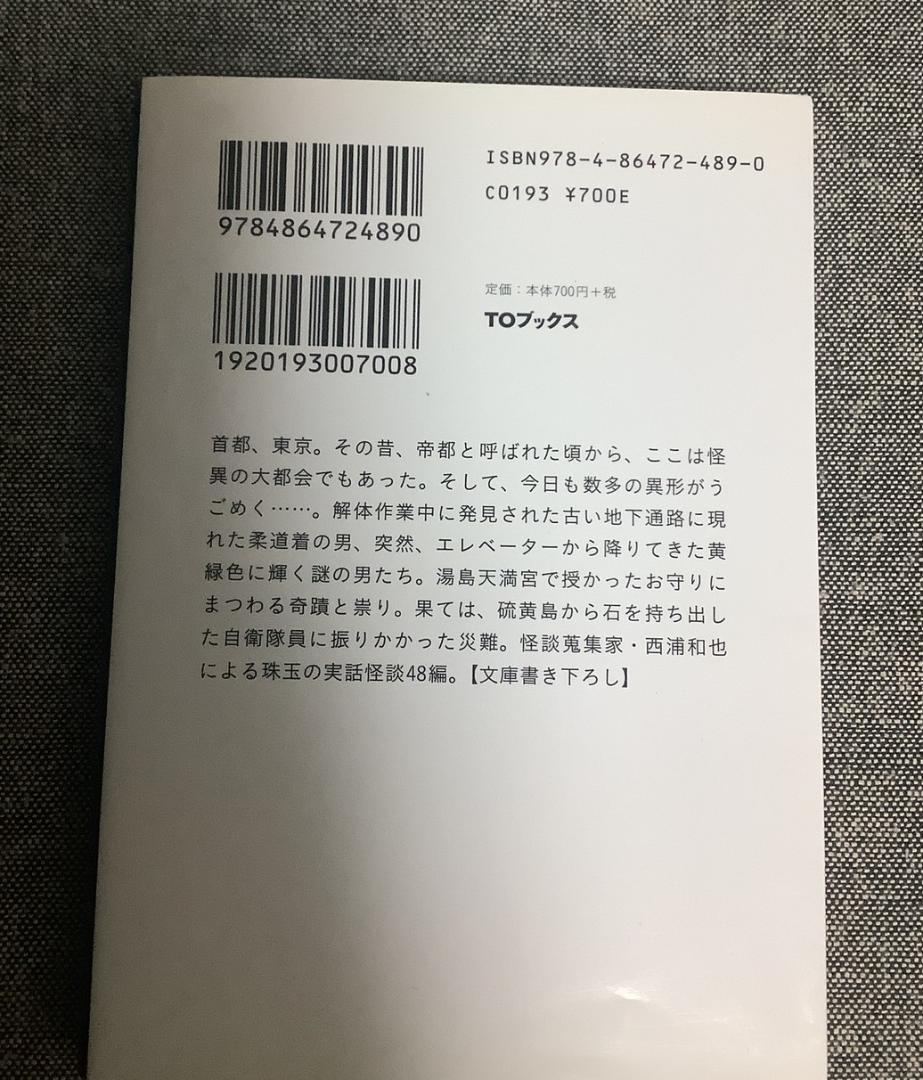 ISBN978-4-86472-489-0
C0193 ¥700E
9784864724890
定価：本体700円+税
TOブックス
1920193007008
首都、東京。その昔、帝都と呼ばれた頃から、ここは怪
異の大都会でもあった。そして、今日も数多の異形がう
ごめく……。解体作業中に発見された古い地下通路に現
れた柔道着の男、突然、エレベーターから降りてきた黄
緑色に輝く謎の男たち。湯島天満宮で授かったお守りに
まつわる奇蹟と祟り。果ては、硫黄島から石を持ち出し
た自衛隊員に振りかかった災難。怪談蒐集家・西浦和也
による珠玉の実話怪談48編。【文庫書き下ろし】